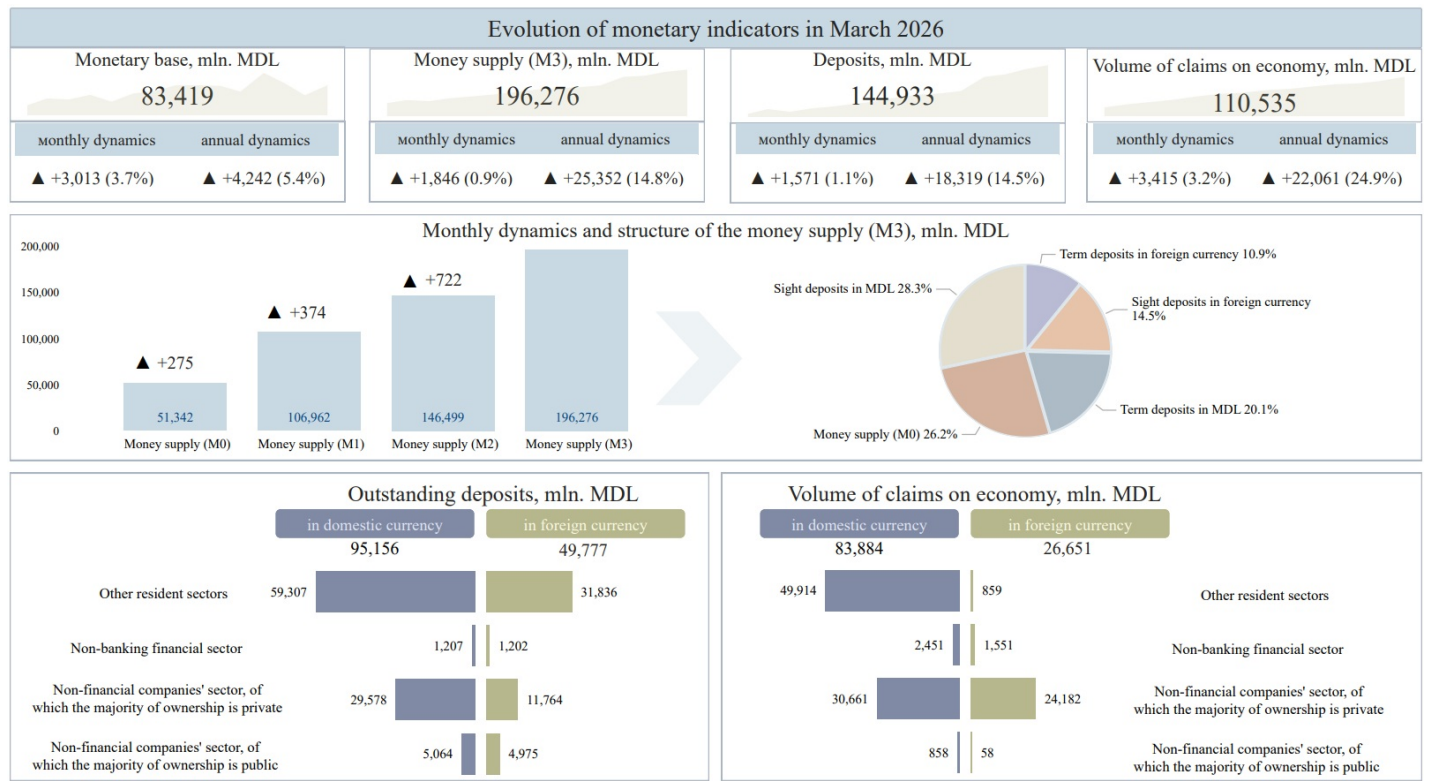 Evolution of monetary indicators in March 2026
Monetary base, mln. MDL
83,419
monthly dynamics annual dynamics
▲ +3,013 (3.7%) ▲ +4,242 (5.4%)
Money supply (M3), mln. MDL
196,276
monthly dynamics annual dynamics
▲ +1,846 (0.9%) ▲ +25,352 (14.8%)
Deposits, mln. MDL
144,933
monthly dynamics annual dynamics
▲ +1,571 (1.1%) ▲ +18,319 (14.5%)
Volume of claims on economy, mln. MDL
110,535
monthly dynamics annual dynamics
▲ +3,415 (3.2%) ▲ +22,061 (24.9%)
Monthly dynamics and structure of the money supply (M3), mln. MDL
200,000
150,000
100,000
50,000
0
▲ +275
▲ +374
▲ +722
51,342 106,962 146,499 196,276
Money supply (M0) Money supply (M1) Money supply (M2) Money supply (M3)
Term deposits in foreign currency 10.9%
Sight deposits in MDL 28.3%
Sight deposits in foreign currency
14.5%
Term deposits in MDL 20.1%
Money supply (M0) 26.2%
Outstanding deposits, mln. MDL
in domestic currency in foreign currency
95,156 49,777
Other resident sectors 59,307 31,836
Non-banking financial sector 1,207 1,202
Non-financial companies' sector, of
which the majority of ownership is private 29,578 11,764
Non-financial companies' sector, of
which the majority of ownership is public 5,064 4,975
Volume of claims on economy, mln. MDL
in domestic currency in foreign currency
83,884 26,651
49,914 859 Other resident sectors
2,451 1,551 Non-banking financial sector
30,661 24,182 Non-financial companies' sector, of
which the majority of ownership is private
858 58 Non-financial companies' sector, of
which the majority of ownership is public